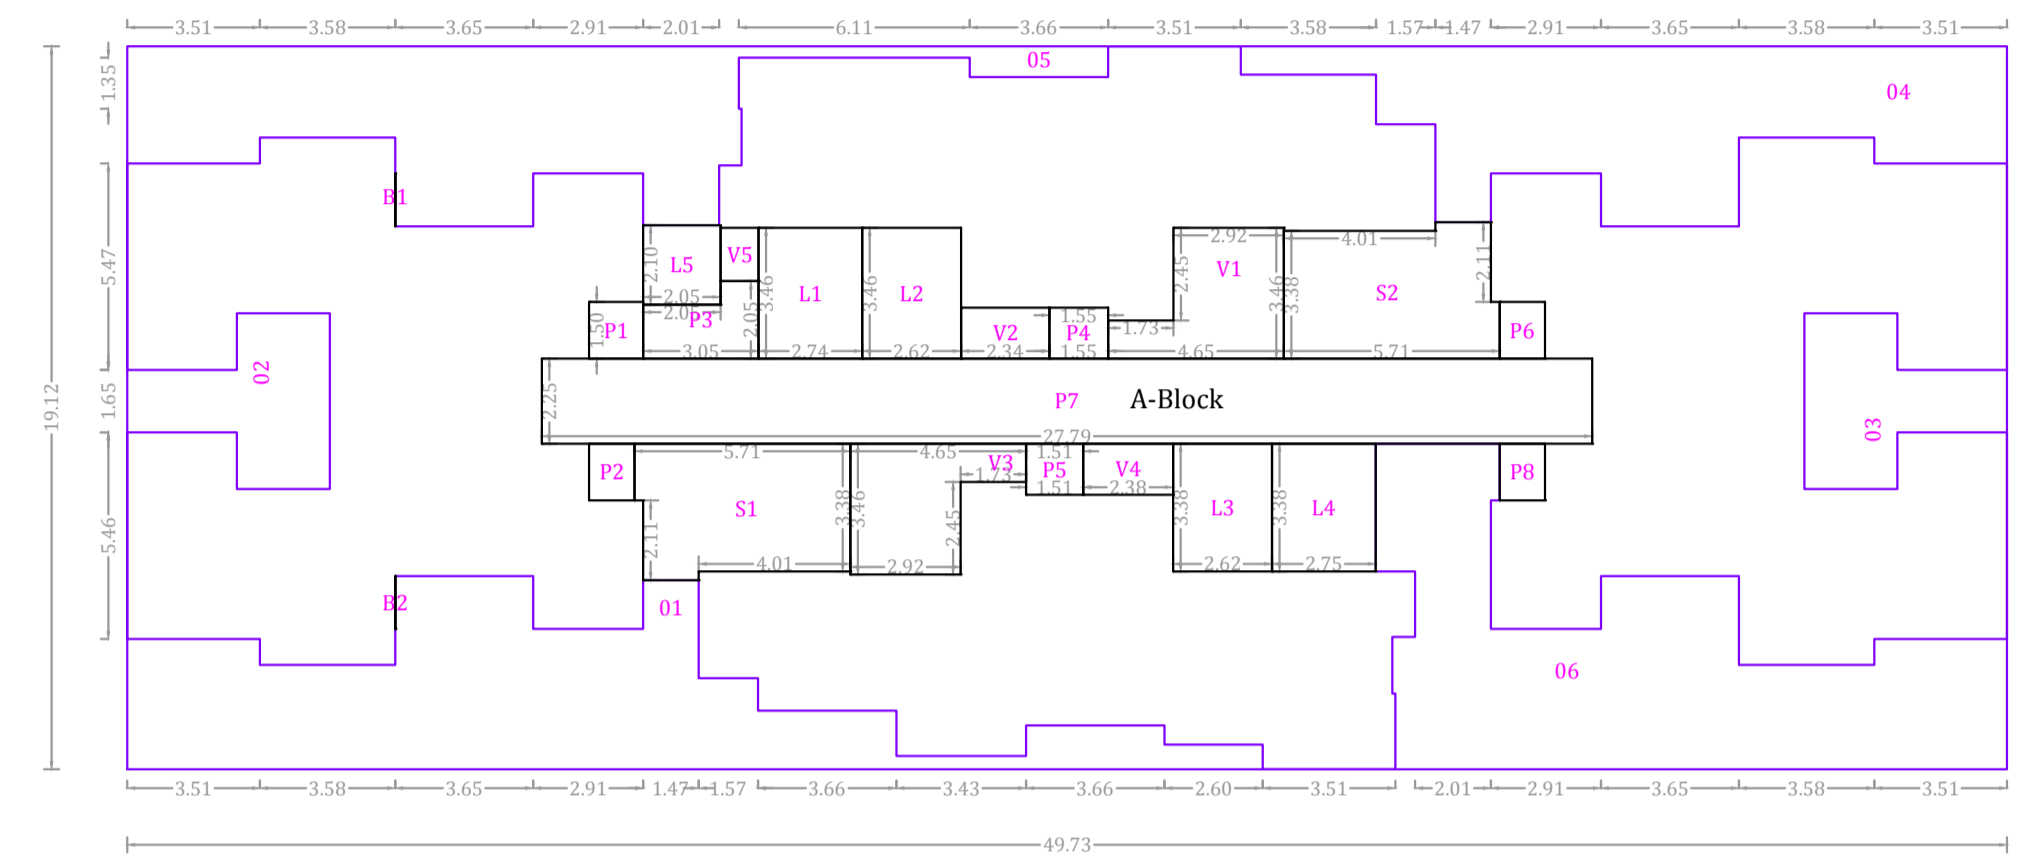 3.51 3.58 3.65 2.91 2.01 6.11 3.66 3.51 3.58 1.57 1.47 2.91 3.65 3.58 3.51
05
1.35
04
B1
2.92
4.01
V5
L5
2.10
V1
2.45
2.11
5.47
L1
L2
S2
3.46
3.46
3.46
3.38
2.05
2.05
P3
2.05
1.55
1.73
1.50
P1
V2
P4
P6
3.05
2.74
2.62
2.34
1.55
4.65
5.71
02
2.25
P7
A-Block
1.65
19.12
27.79
03
5.71
4.65
V3
1.51
P2
1.73
P5
V4
P8
1.51
2.38
S1
3.38
3.46
L3
L4
3.38
3.38
2.11
2.45
5.46
4.01
2.92
2.62
2.75
B2
01
06
3.51 3.58 3.65 2.91 1.47 1.57 3.66 3.43 3.66 2.60 3.51 2.01 2.91 3.65 3.58 3.51
49.73